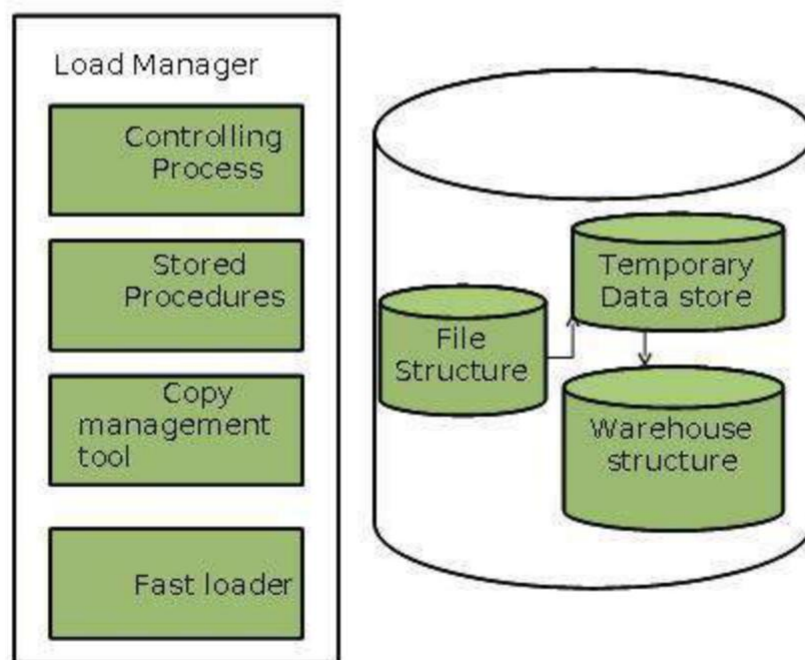 Load Manager
Controlling
Process
Stored
Procedures
Copy
management
tool
Fast loader
File
Structure
Temporary
Data store
Warehouse
structure